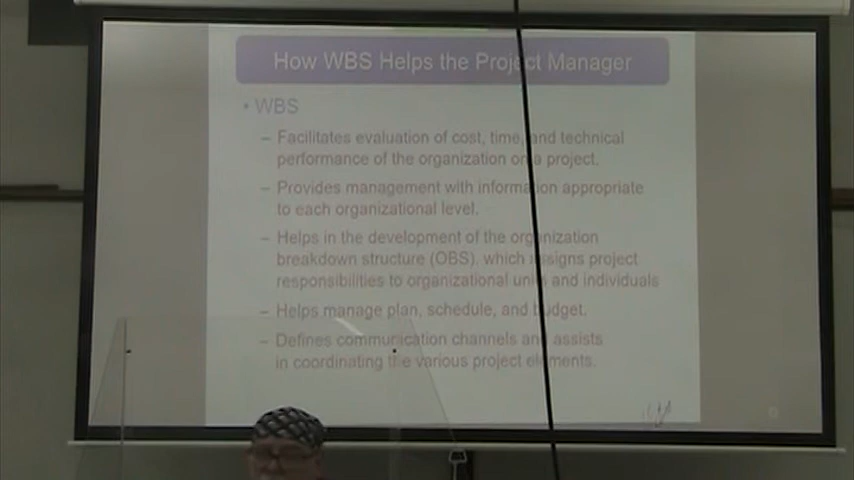 How WBS Helps the Project Manager
• WBS
– Facilitates evaluation of cost, time, and technical
performance of the organization on a project.
– Provides management with information appropriate
to each organizational level.
– Helps in the development of the organization
breakdown structure (OBS), which assigns project
responsibilities to organizational units and individuals
– Helps manage plan, schedule, and budget.
– Defines communication channels and assists
in coordinating the various project elements.